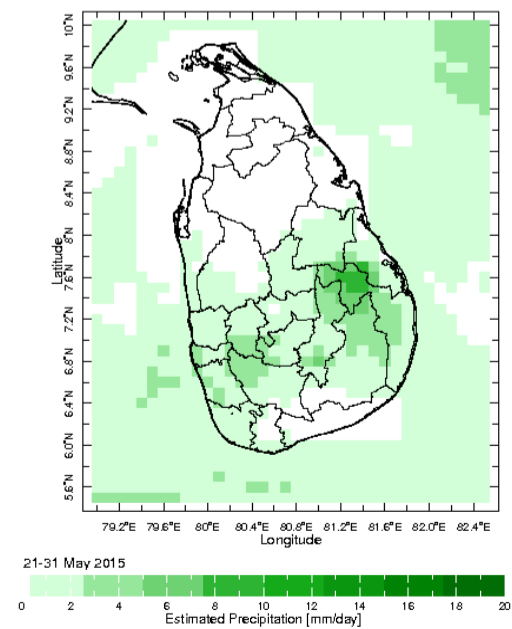 10°N
9.6°N
9.2°N
8.8°N
8.4°N
8°N
7.6°N
7.2°N
6.8°N
6.4°N
6.0°N
5.6°N
Latitude
79.2°E 79.6°E 80°E 80.4°E 80.8°E 81.2°E 81.6°E 82.0°E 82.4°E
Longitude
21-31 May 2015
0 2 4 6 8 10 12 14 16 18 20
Estimated Precipitation [mm/day]